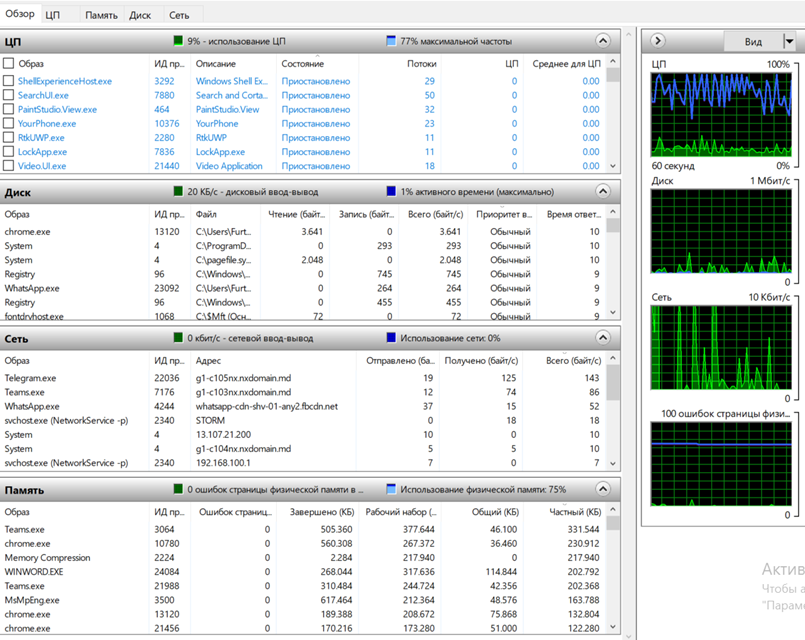 Обзор ЦП Память Диск Сеть
ЦП 9% - использование ЦП 77% максимальной частоты
Образ ИД пр... Описание Состояние Потоки ЦП Среднее для ЦП
ShellExperienceHost.exe 3292 Windows Shell Ex... Приостановлено 29 0 0.00
SearchUI.exe 7880 Search and Corta... Приостановлено 50 0 0.00
PaintStudio.View.exe 464 PaintStudio.View Приостановлено 32 0 0.00
YourPhone.exe 10376 YourPhone Приостановлено 23 0 0.00
RtkUWP.exe 2280 RtkUWP Приостановлено 11 0 0.00
LockApp.exe 7836 LockApp.exe Приостановлено 11 0 0.00
Video.UI.exe 21440 Video Application Приостановлено 18 0 0.00
Диск 20 КБ/с - дисковый ввод-вывод 1% активного времени (максимально)
Образ ИД пр... Файл Чтение (байт... Запись (байт... Всего (байт/с) Приоритет в... Время ответ...
chrome.exe 13120 C:\Users\Furt... 3.641 0 3.641 Обычный 10
System 4 C:\ProgramD... 0 293 293 Обычный 10
System 4 C:\pagefile.sy... 2.048 0 2.048 Обычный 10
Registry 96 C:\Windows\... 0 745 745 Обычный 9
WhatsApp.exe 23092 C:\Users\Furt... 0 264 264 Обычный 9
Registry 96 C:\Windows\... 0 455 455 Обычный 9
fontdrvhost.exe 1068 C:\$Mft (Осн... 72 0 72 Обычный 9
Сеть 0 кбит/с - сетевой ввод-вывод Использование сети: 0%
Образ ИД пр... Адрес Отправлено (ба... Получено (байт/с) Всего (байт/с)
Telegram.exe 22036 g1-c105nx.nxdomain.md 19 125 143
Teams.exe 7176 g1-c103nx.nxdomain.md 12 74 86
WhatsApp.exe 4244 whatsapp-cdn-shv-01-any2.fbcdn.net 37 15 52
svchost.exe (NetworkService -p) 2340 STORM 0 18 18
System 4 13.107.21.200 10 0 10
System 4 g1-c104nx.nxdomain.md 5 5 10
svchost.exe (NetworkService -p) 2340 192.168.100.1 7 0 7
Память 0 ошибок страницы физической памяти в ... Использование физической памяти: 75%
Образ ИД пр... Ошибок страниц... Завершено (КБ) Рабочий набор (... Общий (КБ) Частный (КБ)
Teams.exe 3064 0 505.360 377.644 46.100 331.544
chrome.exe 10780 0 560.308 267.372 36.460 230.912
Memory Compression 2224 0 2.284 217.940 0 217.940
WINWORD.EXE 24084 0 268.044 317.636 114.844 202.792
Teams.exe 21988 0 310.484 244.724 42.356 202.368
MsMpEng.exe 3500 0 617.464 212.364 48.576 163.788
chrome.exe 13120 0 189.388 208.672 75.868 132.804
chrome.exe 21456 0 170.216 173.280 51.000 122.280
Вид
ЦП 100%
60 секунд 0%
Диск 1 Мбит/с
0
Сеть 10 Кбит/с
0
100 ошибок страницы физи...
0
Актив
Чтобы а
"Парам